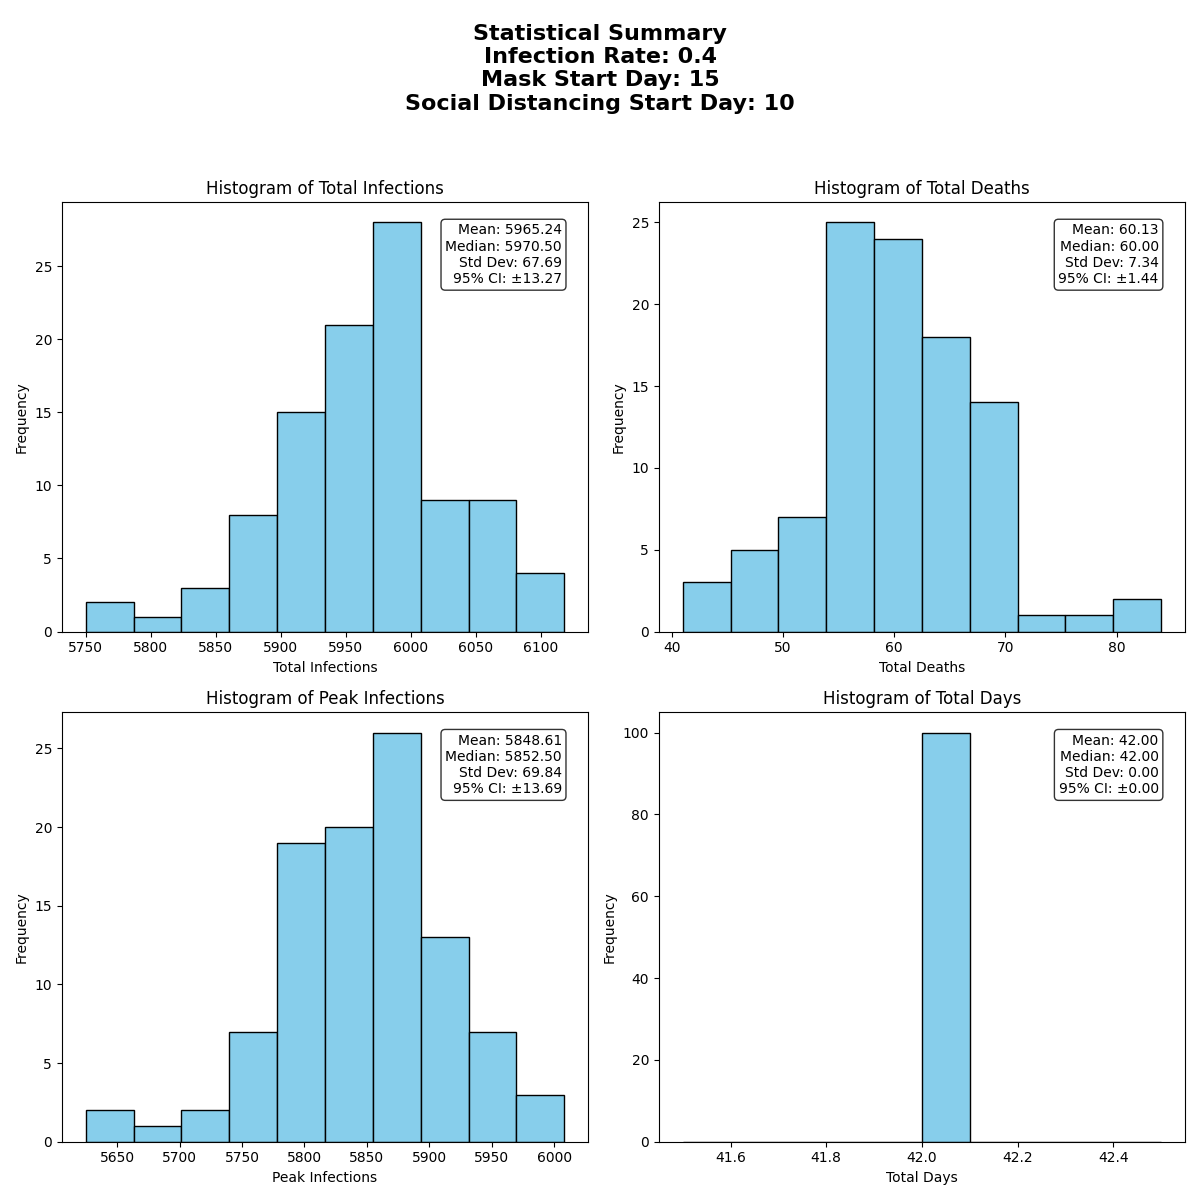 Statistical Summary
Infection Rate: 0.4
Mask Start Day: 15
Social Distancing Start Day: 10
Histogram of Total Infections
Mean: 5965.24
Median: 5970.50
Std Dev: 67.69
95% CI: ±13.27
Frequency
25
20
15
10
5
0
5750 5800 5850 5900 5950 6000 6050 6100
Total Infections
Histogram of Total Deaths
Mean: 60.13
Median: 60.00
Std Dev: 7.34
95% CI: ±1.44
Frequency
25
20
15
10
5
0
40 50 60 70 80
Total Deaths
Histogram of Peak Infections
Mean: 5848.61
Median: 5852.50
Std Dev: 69.84
95% CI: ±13.69
Frequency
25
20
15
10
5
0
5650 5700 5750 5800 5850 5900 5950 6000
Peak Infections
Histogram of Total Days
Mean: 42.00
Median: 42.00
Std Dev: 0.00
95% CI: ±0.00
Frequency
100
80
60
40
20
0
41.6 41.8 42.0 42.2 42.4
Total Days